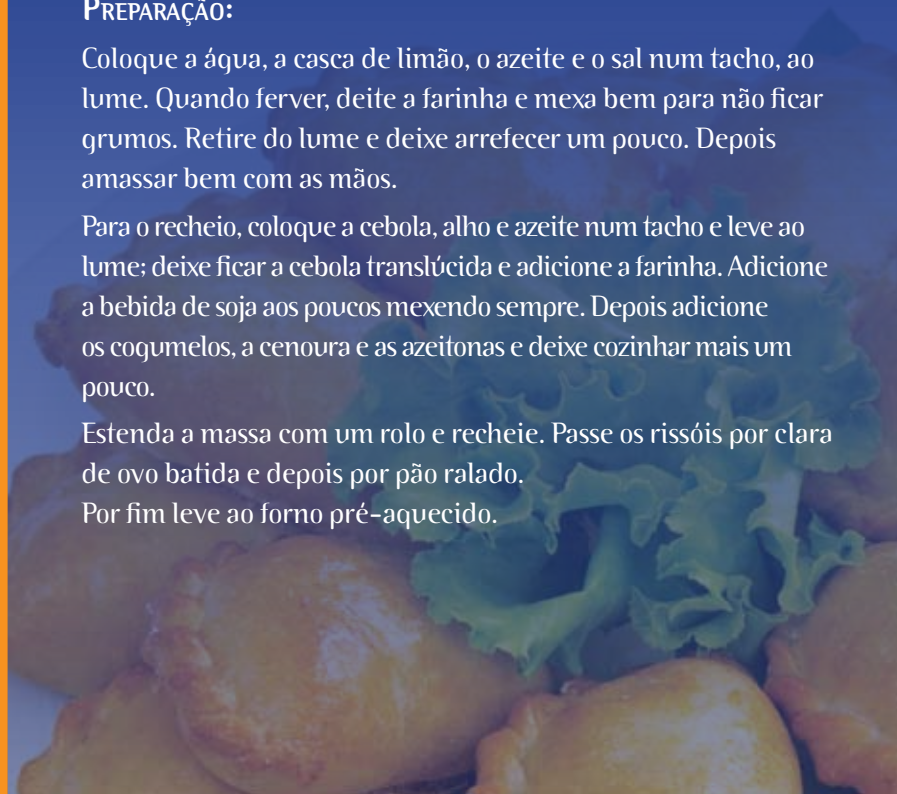 PREPARAÇÃO:
Coloque a água, a casca de limão, o azeite e o sal num tacho, ao
lume. Quando ferver, deite a farinha e mexa bem para não ficar
grumos. Retire do lume e deixe arrefecer um pouco. Depois
amassar bem com as mãos.
Para o recheio, coloque a cebola, alho e azeite num tacho e leve ao
lume; deixe ficar a cebola translúcida e adicione a farinha. Adicione
a bebida de soja aos poucos mexendo sempre. Depois adicione
os cogumelos, a cenoura e as azeitonas e deixe cozinhar mais um
pouco.
Estenda a massa com um rolo e recheie. Passe os rissóis por clara
de ovo batida e depois por pão ralado.
Por fim leve ao forno pré-aquecido.